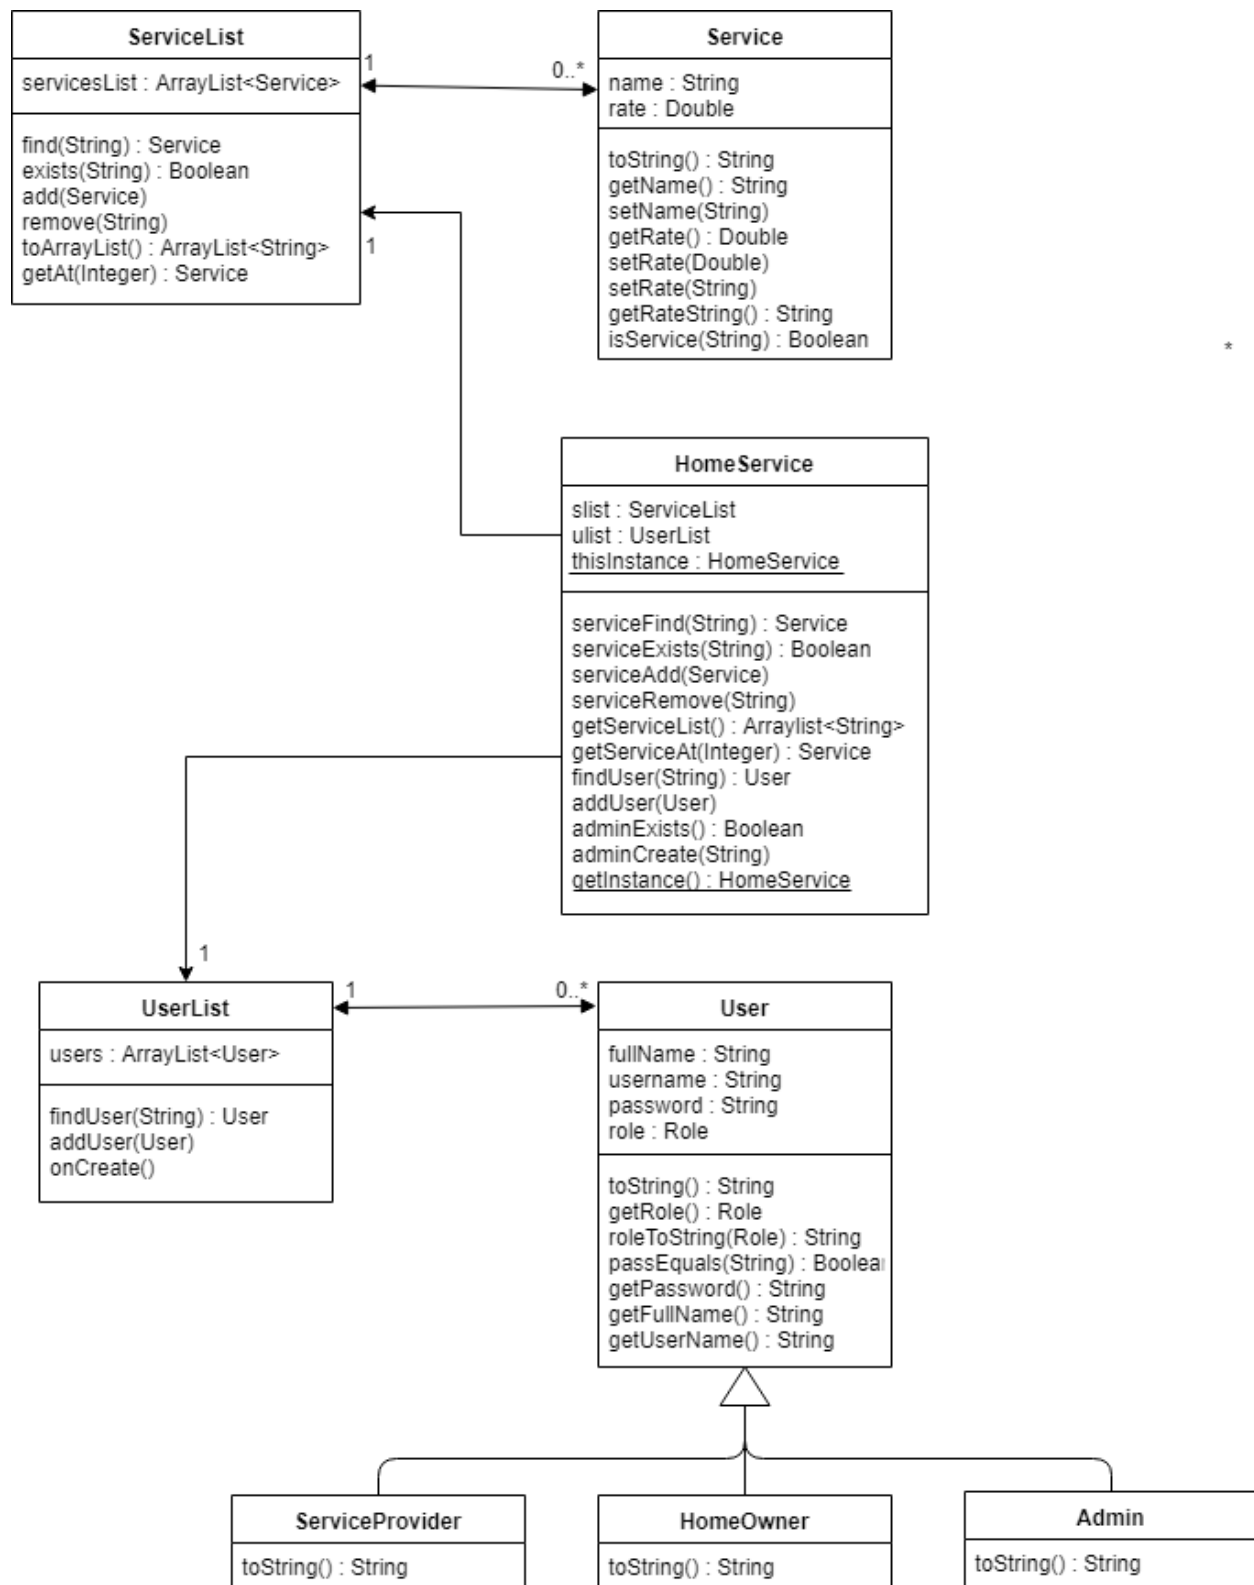 ServiceList
servicesList : ArrayList<Service>
find(String) : Service
exists(String) : Boolean
add(Service)
remove(String)
toArrayList() : ArrayList<String>
getAt(Integer) : Service
1
0..*
1
Service
name : String
rate : Double
toString() : String
getName() : String
setName(String)
getRate() : Double
setRate(Double)
setRate(String)
getRateString() : String
isService(String) : Boolean
*
HomeService
slist : ServiceList
ulist : UserList
thisInstance : HomeService
serviceFind(String) : Service
serviceExists(String) : Boolean
serviceAdd(Service)
serviceRemove(String)
getServiceList() : Arraylist<String>
getServiceAt(Integer) : Service
findUser(String) : User
addUser(User)
adminExists() : Boolean
adminCreate(String)
getInstance() : HomeService
1
UserList
users : ArrayList<User>
findUser(String) : User
addUser(User)
onCreate()
1
0..*
User
fullName : String
username : String
password : String
role : Role
toString() : String
getRole() : Role
roleToString(Role) : String
passEquals(String) : Boolea
getPassword() : String
getFullName() : String
getUserName() : String
ServiceProvider
toString() : String
HomeOwner
toString() : String
Admin
toString() : String